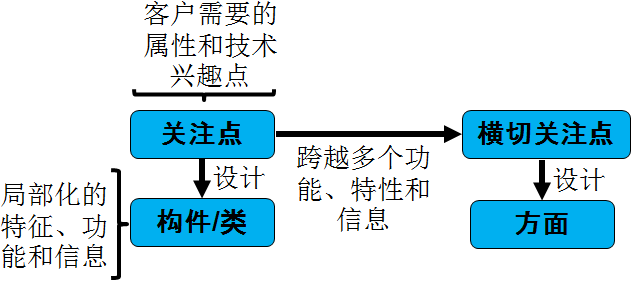 客户需要的
属性和技术
兴趣点
关注点
横切关注点
跨越多个功
能、特性和
信息
设计
设计
局部化的
特征、功
能和信息
构件/类
方面